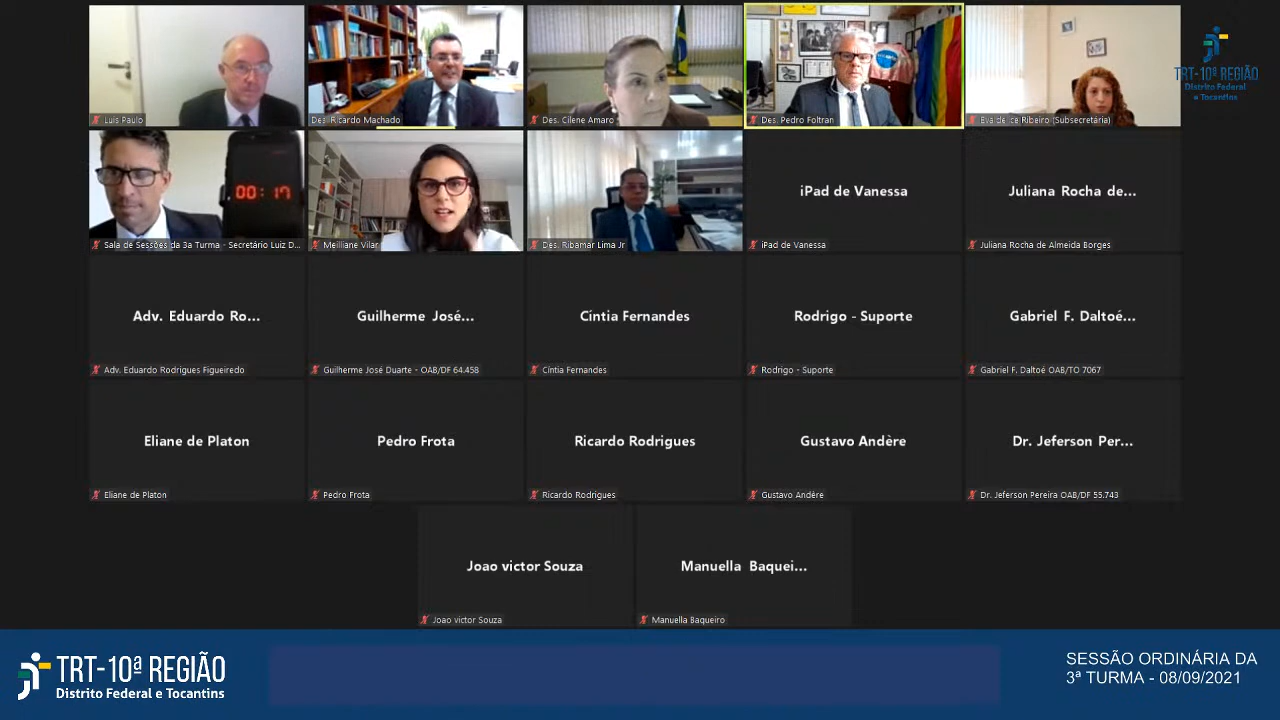 TRT-10ª REGIÃO
Distrito Federal
e Tocantins
Luis Paulo
Des. Ricardo Machado
Des. Cilene Amaro
Des. Pedro Foltran
Ribeiro (Subsecretária)
00:17
Sala de Sessões da 3a Turma - Secretário Luiz D...
Meilliane Vilar
Des. Ribamar Lima Jr
iPad de Vanessa
iPad de Vanessa
Juliana Rocha de...
Juliana Rocha de Almeida Borges
Adv. Eduardo Ro...
Adv. Eduardo Rodrigues Figueiredo
Guilherme José...
Guilherme José Duarte - OAB/DF 64.458
Cíntia Fernandes
Cíntia Fernandes
Rodrigo - Suporte
Rodrigo - Suporte
Gabriel F. Daltoé...
Gabriel F. Daltoé OAB/TO 7067
Eliane de Platon
Eliane de Platon
Pedro Frota
Pedro Frota
Ricardo Rodrigues
Ricardo Rodrigues
Gustavo Andère
Gustavo Andère
Dr. Jeferson Per...
Dr. Jeferson Pereira OAB/DF 55.743
Joao victor Souza
Joao victor Souza
Manuella Baquei...
Manuella Baqueiro
TRT-10ª REGIÃO
Distrito Federal e Tocantins
SESSÃO ORDINÁRIA DA
3ª TURMA - 08/09/2021